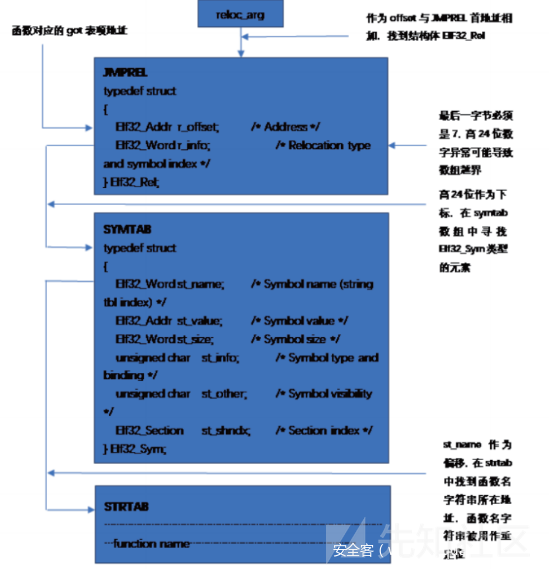 reloc_arg
作为 offset 与 JMPREL 首地址相
加，找到结构体 Elf32_Rel
函数对应的 got 表项地址
JMPREL
typedef struct
{
Elf32_Addr r_offset; /* Address */
Elf32_Word r_info; /* Relocation type
and symbol index */
} Elf32_Rel;
最后一字节必须
是 7，高 24 位数
字异常可能导致
数组越界
高 24 位作为下
标，在 symtab
数组中寻找
Elf32_Sym 类型
的元素
SYMTAB
typedef struct
{
Elf32_Word st_name; /* Symbol name (string
tbl index) */
Elf32_Addr st_value; /* Symbol value */
Elf32_Word st_size; /* Symbol size */
unsigned char st_info; /* Symbol type and
binding */
unsigned char st_other; /* Symbol visibility
*/
Elf32_Section st_shndx; /* Section index */
} Elf32_Sym;
st_name 作为
偏移，在 strtab
中找到函数名
字符串所在地
址，函数名字
符串被用作重
定位
STRTAB
function name
安全客（
先知社区